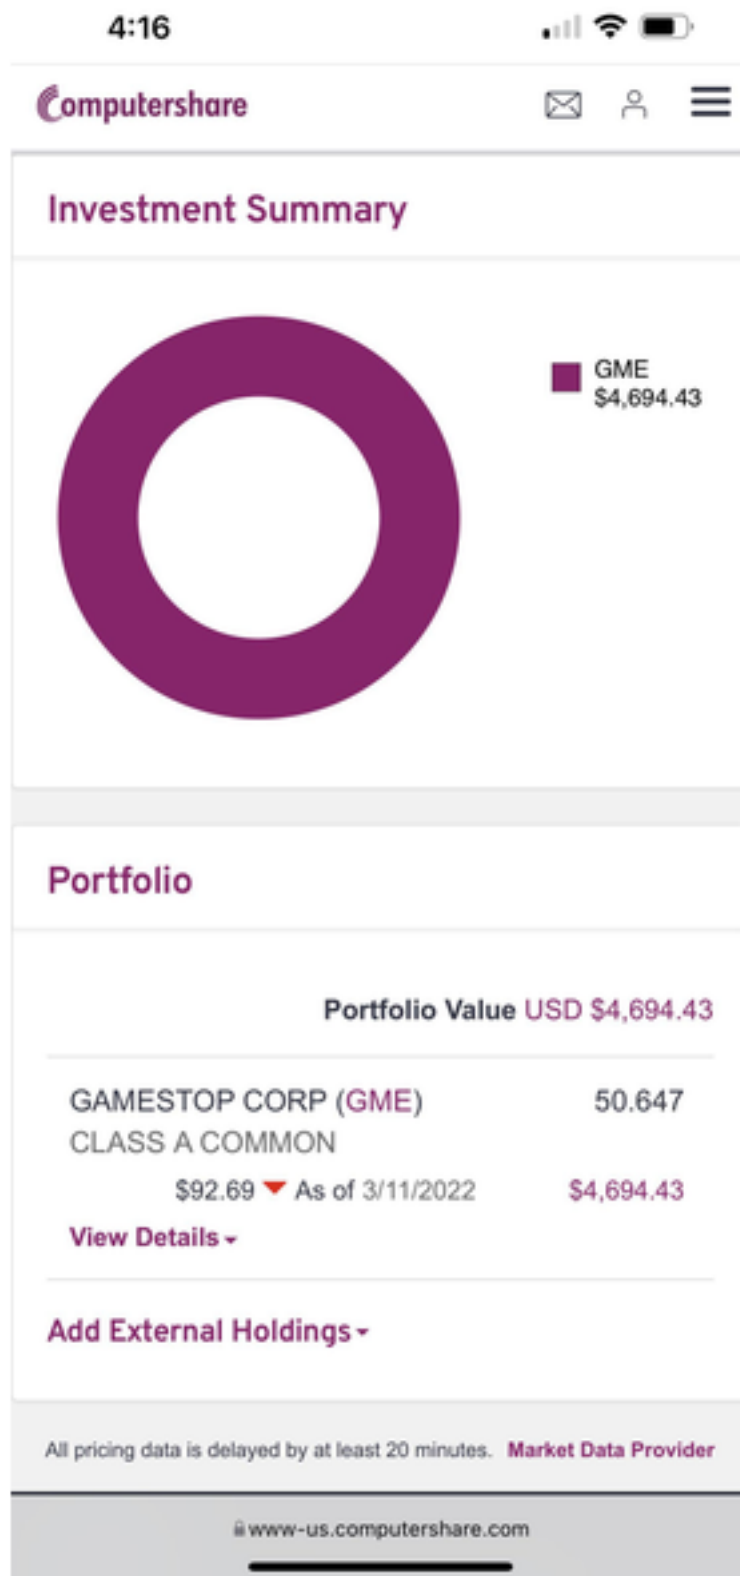 4:16
Computershare
Investment Summary
GME
$4,694.43
Portfolio
Portfolio Value USD $4,694.43
GAMESTOP CORP (GME) 50.647
CLASS A COMMON
$92.69 As of 3/11/2022 $4,694.43
View Details
Add External Holdings
All pricing data is delayed by at least 20 minutes. Market Data Provider
www-us.computershare.com